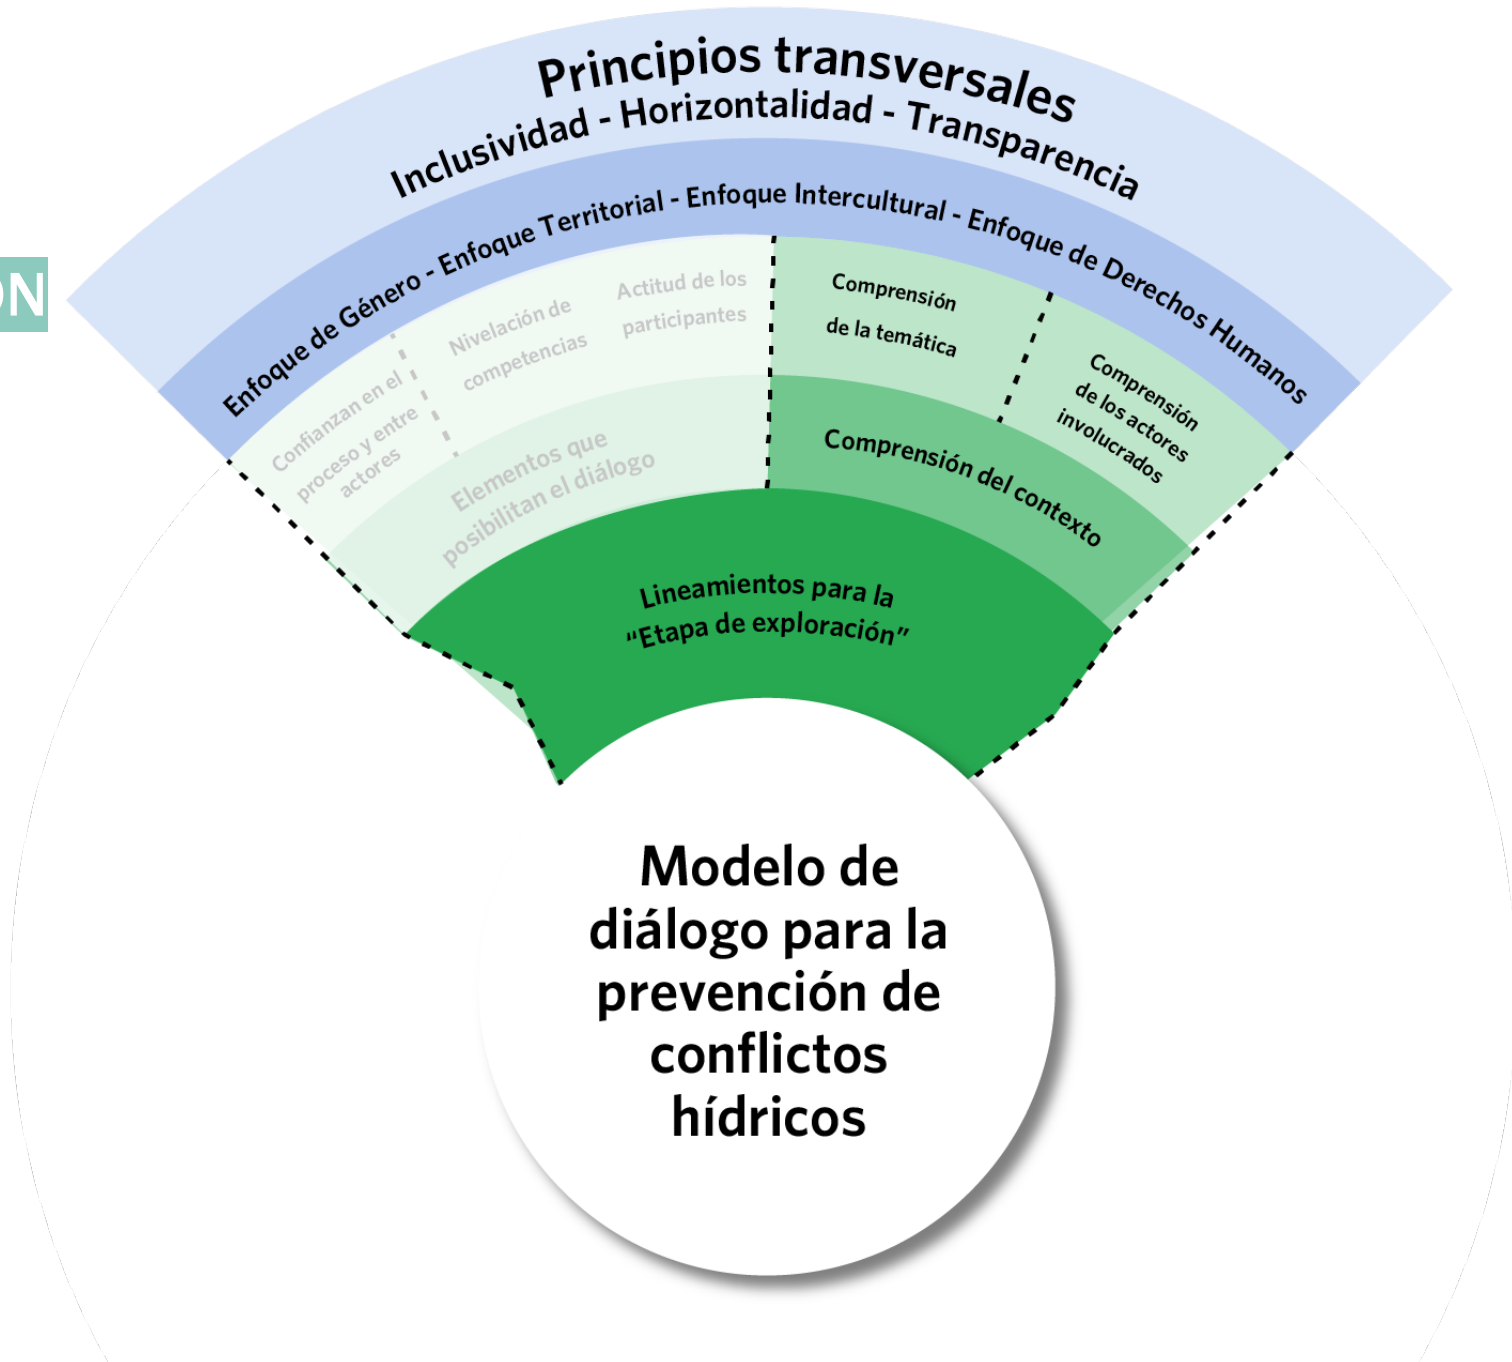 Principios transversales
Inclusividad - Horizontalidad - Transparencia
Enfoque de Género - Enfoque Territorial - Enfoque Intercultural - Enfoque de Derechos Humanos
ÓN
Confianzan en el
proceso y entre
actores
Nivelación de
competencias
Actitud de los
participantes
Comprensión
de la temática
Comprensión
de los actores
involucrados
Elementos que
posibilitan el diálogo
Comprensión del contexto
Lineamientos para la
“Etapa de exploración”
Modelo de
diálogo para la
prevención de
conflictos
hídricos